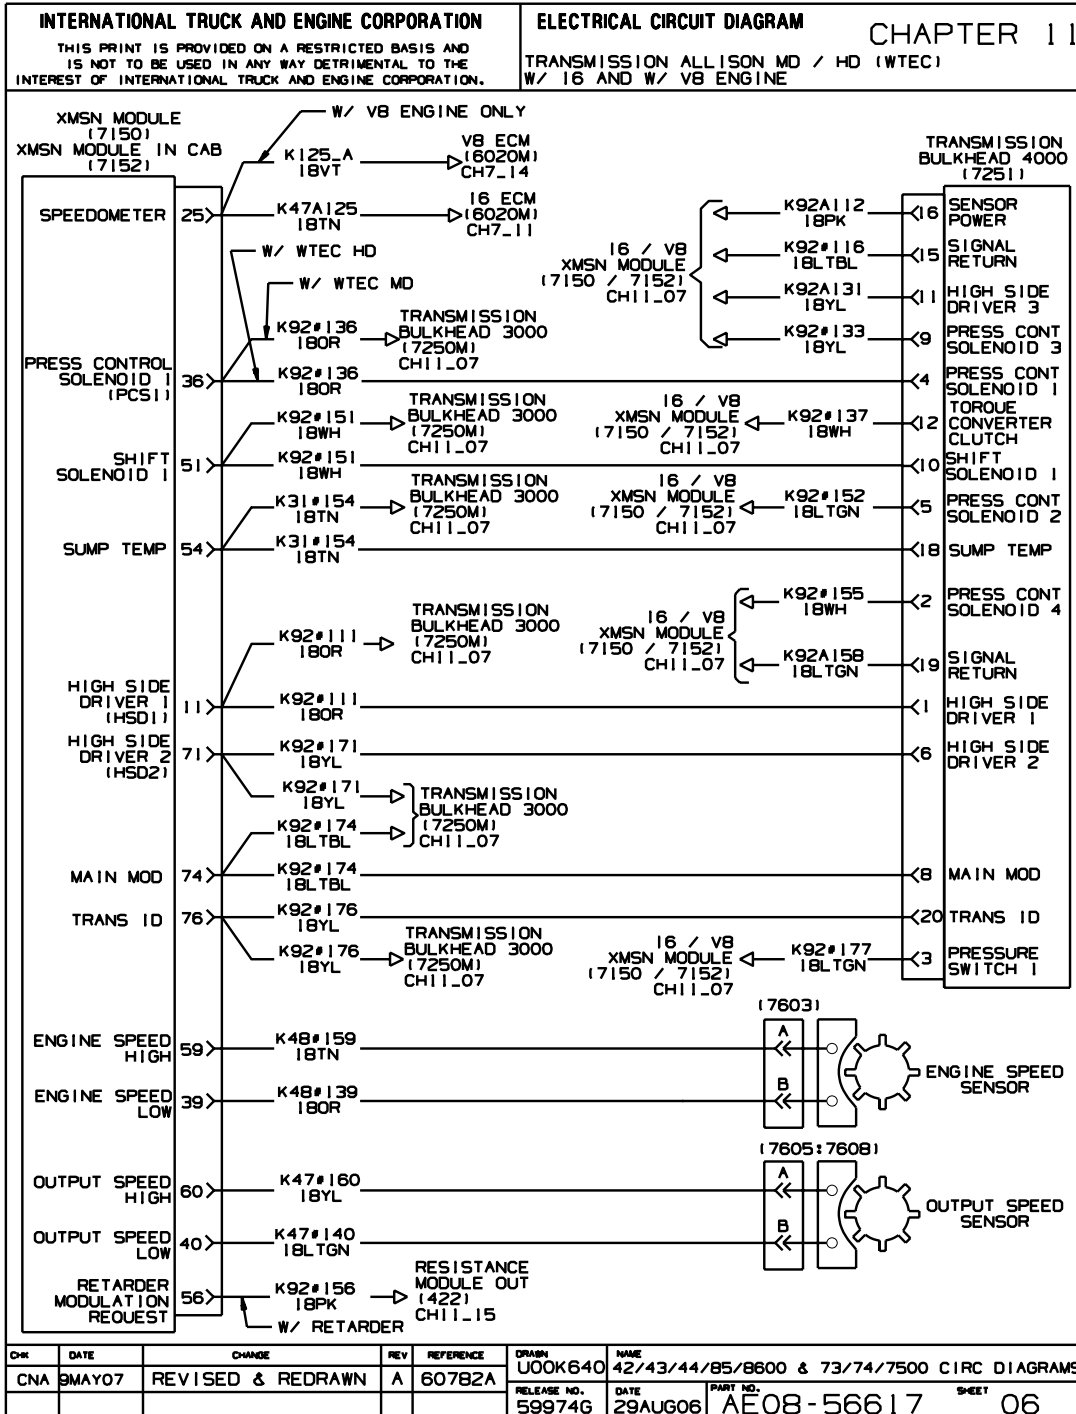 INTERNATIONAL TRUCK AND ENGINE CORPORATION
THIS PRINT IS PROVIDED ON A RESTRICTED BASIS AND
IS NOT TO BE USED IN ANY WAY DETRIMENTAL TO THE
INTEREST OF INTERNATIONAL TRUCK AND ENGINE CORPORATION.
ELECTRICAL CIRCUIT DIAGRAM
CHAPTER 11
TRANSMISSION ALLISON MD / HD (WTEC)
W/ I6 AND W/ V8 ENGINE
XMSN MODULE
(7150)
XMSN MODULE IN CAB
(7152)
W/ V8 ENGINE ONLY
K125_A
18VT
V8 ECM
(6020M)
CH7_14
SPEEDOMETER 25
K47A125
18TN
I6 ECM
(6020M)
CH7_11
W/ WTEC HD
W/ WTEC MD
K92#136
18OR
TRANSMISSION
BULKHEAD 3000
(7250M)
CH11_07
PRESS CONTROL
SOLENOID 1
(PCS1)
36
K92#136
18OR
K92#151
18WH
TRANSMISSION
BULKHEAD 3000
(7250M)
CH11_07
SHIFT
SOLENOID 1
51
K92#151
18WH
K31#154
18TN
TRANSMISSION
BULKHEAD 3000
(7250M)
CH11_07
SUMP TEMP 54
K31#154
18TN
K92#111
18OR
TRANSMISSION
BULKHEAD 3000
(7250M)
CH11_07
HIGH SIDE
DRIVER 1
(HSD1)
11
K92#111
18OR
HIGH SIDE
DRIVER 2
(HSD2)
71
K92#171
18YL
K92#171
18YL
K92#174
18LTBL
TRANSMISSION
BULKHEAD 3000
(7250M)
CH11_07
MAIN MOD 74
K92#174
18LTBL
TRANS ID 76
K92#176
18YL
K92#176
18YL
TRANSMISSION
BULKHEAD 3000
(7250M)
CH11_07
ENGINE SPEED
HIGH
59
K48#159
18TN
ENGINE SPEED
LOW
39
K48#139
18OR
OUTPUT SPEED
HIGH
60
K47#160
18YL
OUTPUT SPEED
LOW
40
K47#140
18LTGN
RETARDER
MODULATION
REQUEST
56
K92#156
18PK
RESISTANCE
MODULE OUT
(422)
CH11_15
W/ RETARDER
TRANSMISSION
BULKHEAD 4000
(7251)
I6 / V8
XMSN MODULE
(7150 / 7152)
CH11_07
K92A112
18PK
16
SENSOR
POWER
K92#116
18LTBL
15
SIGNAL
RETURN
K92A131
18YL
11
HIGH SIDE
DRIVER 3
K92#133
18YL
9
PRESS CONT
SOLENOID 3
4
PRESS CONT
SOLENOID 1
I6 / V8
XMSN MODULE
(7150 / 7152)
CH11_07
K92#137
18WH
12
TORQUE
CONVERTER
CLUTCH
10
SHIFT
SOLENOID 1
I6 / V8
XMSN MODULE
(7150 / 7152)
CH11_07
K92#152
18LTGN
5
PRESS CONT
SOLENOID 2
18 SUMP TEMP
I6 / V8
XMSN MODULE
(7150 / 7152)
CH11_07
K92#155
18WH
2
PRESS CONT
SOLENOID 4
K92A158
18LTGN
19
SIGNAL
RETURN
1
HIGH SIDE
DRIVER 1
6
HIGH SIDE
DRIVER 2
8 MAIN MOD
20 TRANS ID
I6 / V8
XMSN MODULE
(7150 / 7152)
CH11_07
K92#177
18LTGN
3
PRESSURE
SWITCH 1
(7603)
A
B
ENGINE SPEED
SENSOR
(7605:7608)
A
B
OUTPUT SPEED
SENSOR
CHK DATE CHANGE REV REFERENCE
CNA 9MAY07 REVISED & REDRAWN A 60782A
DRAWN
U00K640
NAME
42/43/44/85/8600 & 73/74/7500 CIRC DIAGRAMS
RELEASE NO.
59974G
DATE
29AUG06
PART NO.
AE08-56617
SHEET
06